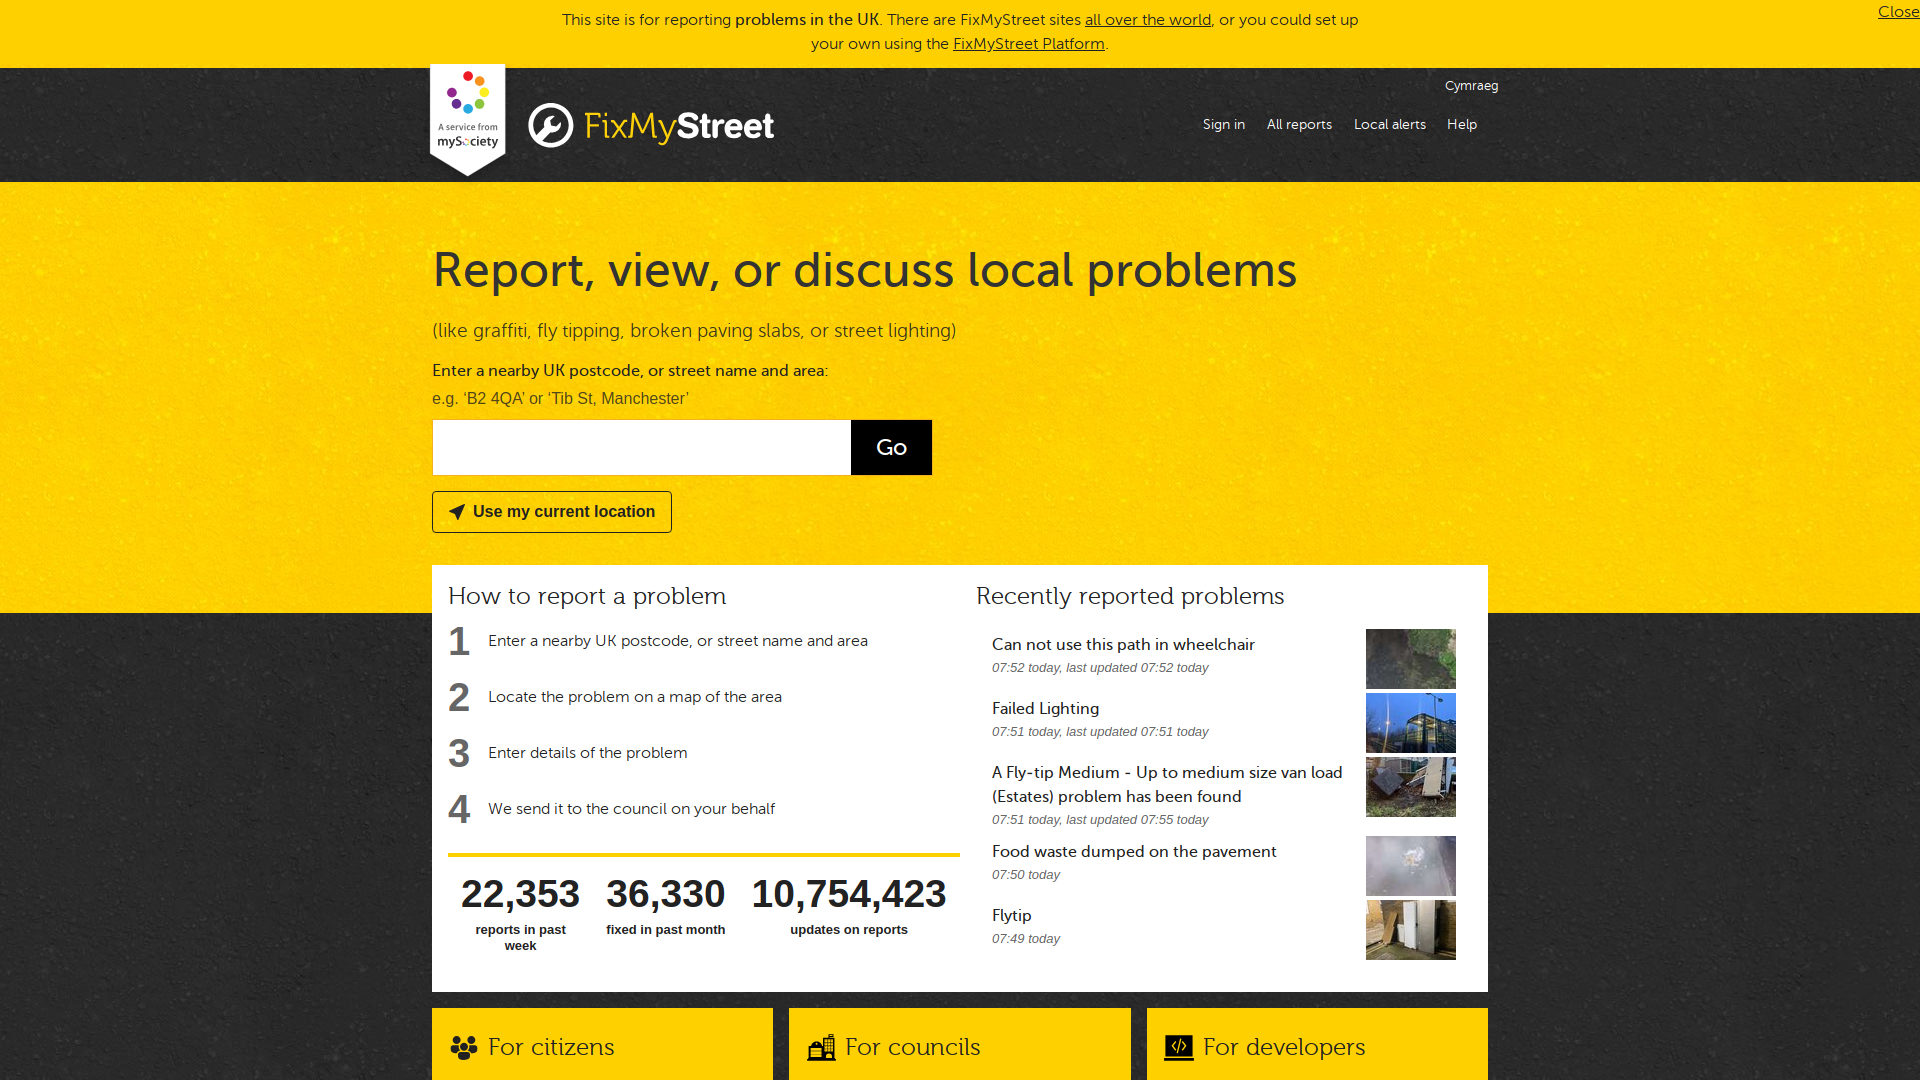 This site is for reporting problems in the UK. There are FixMyStreet sites all over the world, or you could set up
your own using the FixMyStreet Platform.
Close
Cymraeg
A service from
mySociety
FixMyStreet
Sign in
All reports
Local alerts
Help
Report, view, or discuss local problems
(like graffiti, fly tipping, broken paving slabs, or street lighting)
Enter a nearby UK postcode, or street name and area:
e.g. ‘B2 4QA’ or ‘Tib St, Manchester’
Go
Use my current location
How to report a problem
1 Enter a nearby UK postcode, or street name and area
2 Locate the problem on a map of the area
3 Enter details of the problem
4 We send it to the council on your behalf
22,353
reports in past
week
36,330
fixed in past month
10,754,423
updates on reports
Recently reported problems
Can not use this path in wheelchair
07:52 today, last updated 07:52 today
Failed Lighting
07:51 today, last updated 07:51 today
A Fly-tip Medium - Up to medium size van load
(Estates) problem has been found
07:51 today, last updated 07:55 today
Food waste dumped on the pavement
07:50 today
Flytip
07:49 today
For citizens
For councils
For developers